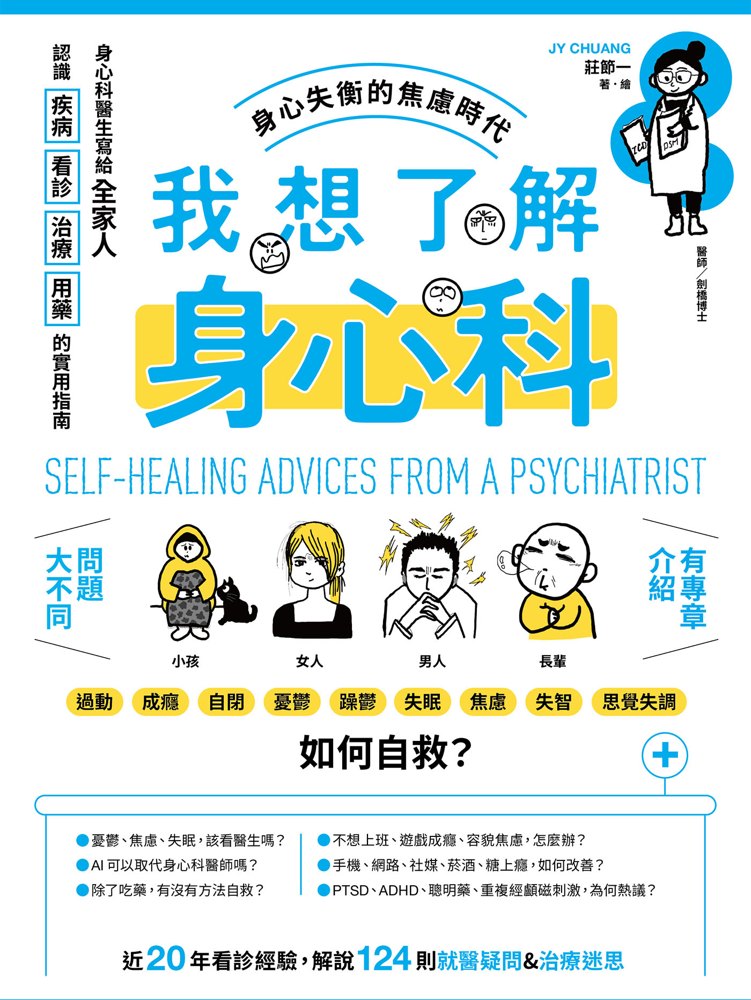 身心科醫生寫給全家人
認識 疾病 看診 治療 用藥 的實用指南
身心失衡的焦慮時代
JY CHUANG
莊節一
著・繪
ICD
DSM
醫師／劍橋博士
我想了解
身心科
SELF-HEALING ADVICES FROM A PSYCHIATRIST
問題
大不同
小孩
女人
男人
長輩
有專章
介紹
過動 成癮 自閉 憂鬱 躁鬱 失眠 焦慮 失智 思覺失調
如何自救？
●憂鬱、焦慮、失眠，該看醫生嗎？
●AI 可以取代身心科醫師嗎？
●除了吃藥，有沒有方法自救？
●不想上班、遊戲成癮、容貌焦慮，怎麼辦？
●手機、網路、社媒、菸酒、糖上癮，如何改善？
●PTSD、ADHD、聰明藥、重複經顱磁刺激，為何熱議？
近20年看診經驗，解說124則就醫疑問&治療迷思